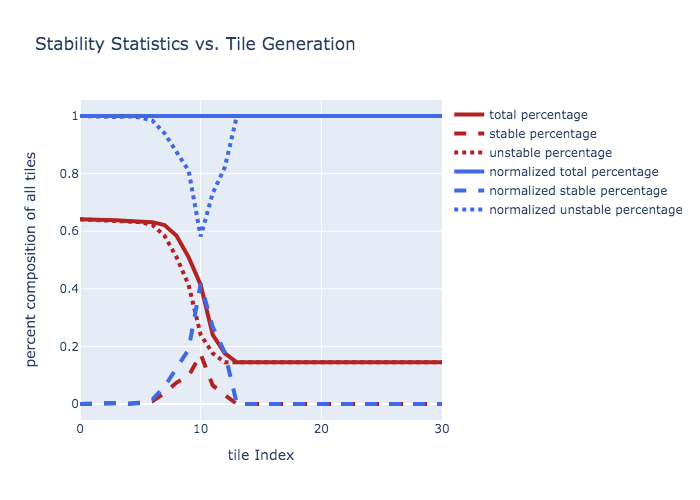 Stability Statistics vs. Tile Generation
percent composition of all tiles
1
0.8
0.6
0.4
0.2
0
0
10
20
30
tile Index
total percentage
stable percentage
unstable percentage
normalized total percentage
normalized stable percentage
normalized unstable percentage